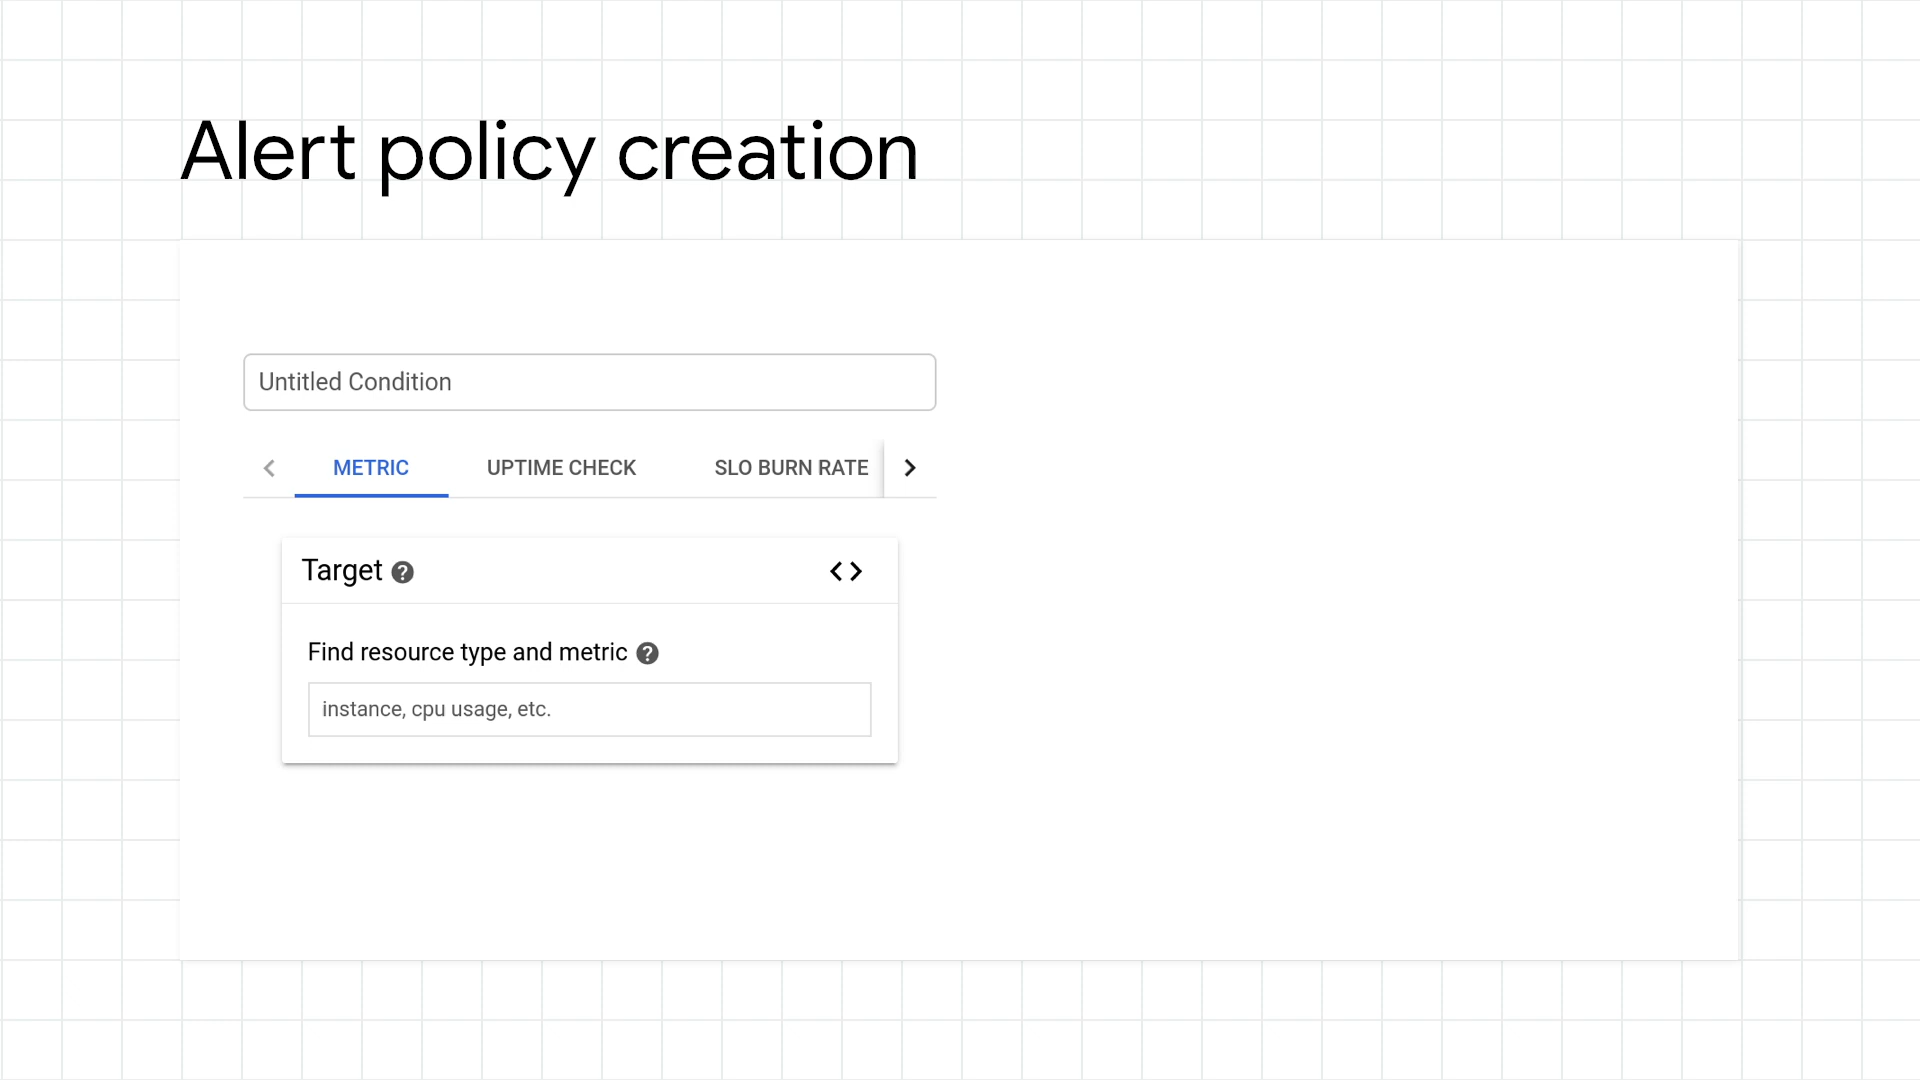 Alert policy creation
Untitled Condition
METRIC UPTIME CHECK SLO BURN RATE
Target
Find resource type and metric
instance, cpu usage, etc.